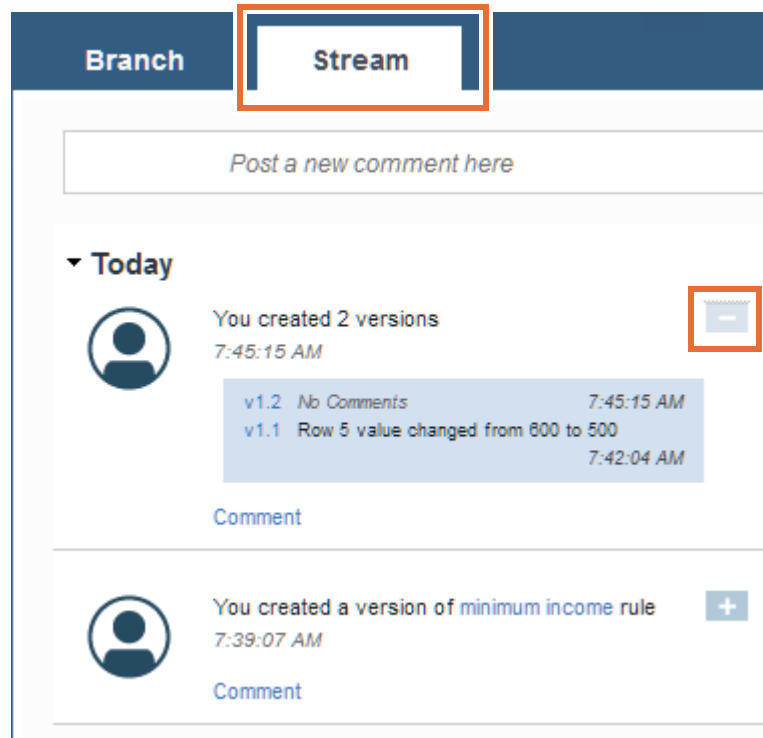 Branch Stream
Post a new comment here
Today
You created 2 versions
7:45:15 AM
v1.2 No Comments 7:45:15 AM
v1.1 Row 5 value changed from 600 to 500
7:42:04 AM
Comment
You created a version of minimum income rule
7:39:07 AM
Comment